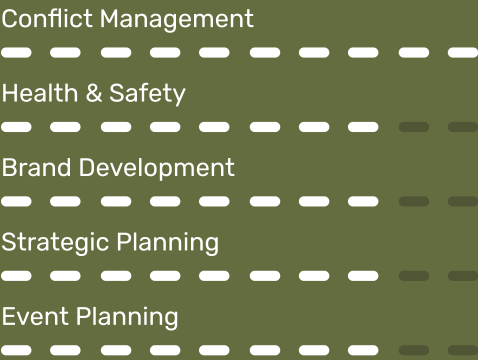 Conflict Management
Health & Safety
Brand Development
Strategic Planning
Event Planning